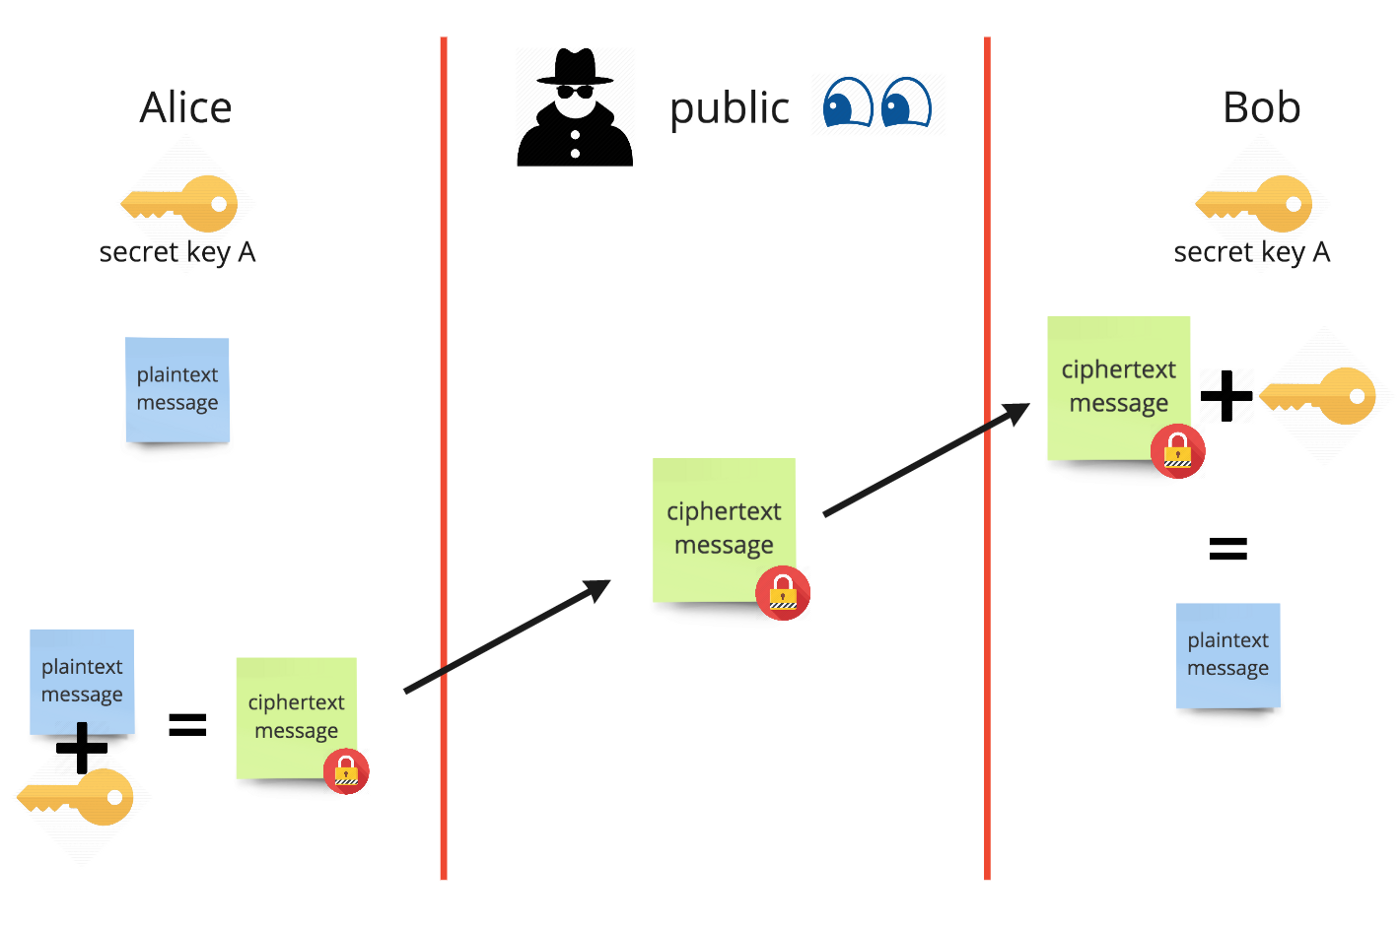 Alice
public
Bob
secret key A
secret key A
plaintext
message
ciphertext
message
ciphertext
message
plaintext
message
ciphertext
message
plaintext
message